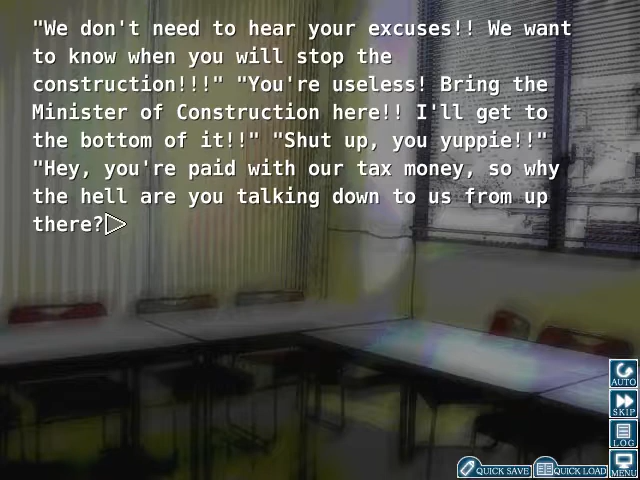 "We don't need to hear your excuses!! We want
to know when you will stop the
construction!!!" "You're useless! Bring the
Minister of Construction here!! I'll get to
the bottom of it!!" "Shut up, you yuppie!!"
"Hey, you're paid with our tax money, so why
the hell are you talking down to us from up
there?
AUTO
SKIP
LOG
QUICK SAVE QUICK LOAD MENU